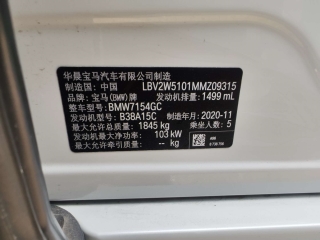 华晨宝马汽车有限公司制造
制造国：中国 LBV2W5101MMZ09315
品牌：宝马(BMW)牌 发动机排量：1499 mL
整车型号：BMW7154GC
发动机型号：B38A15C 制造年月：2020-11
最大允许总质量：1845 kg 乘坐人数：5
发动机最大净功率：103 kW
最大允许牵引质量：-- kg